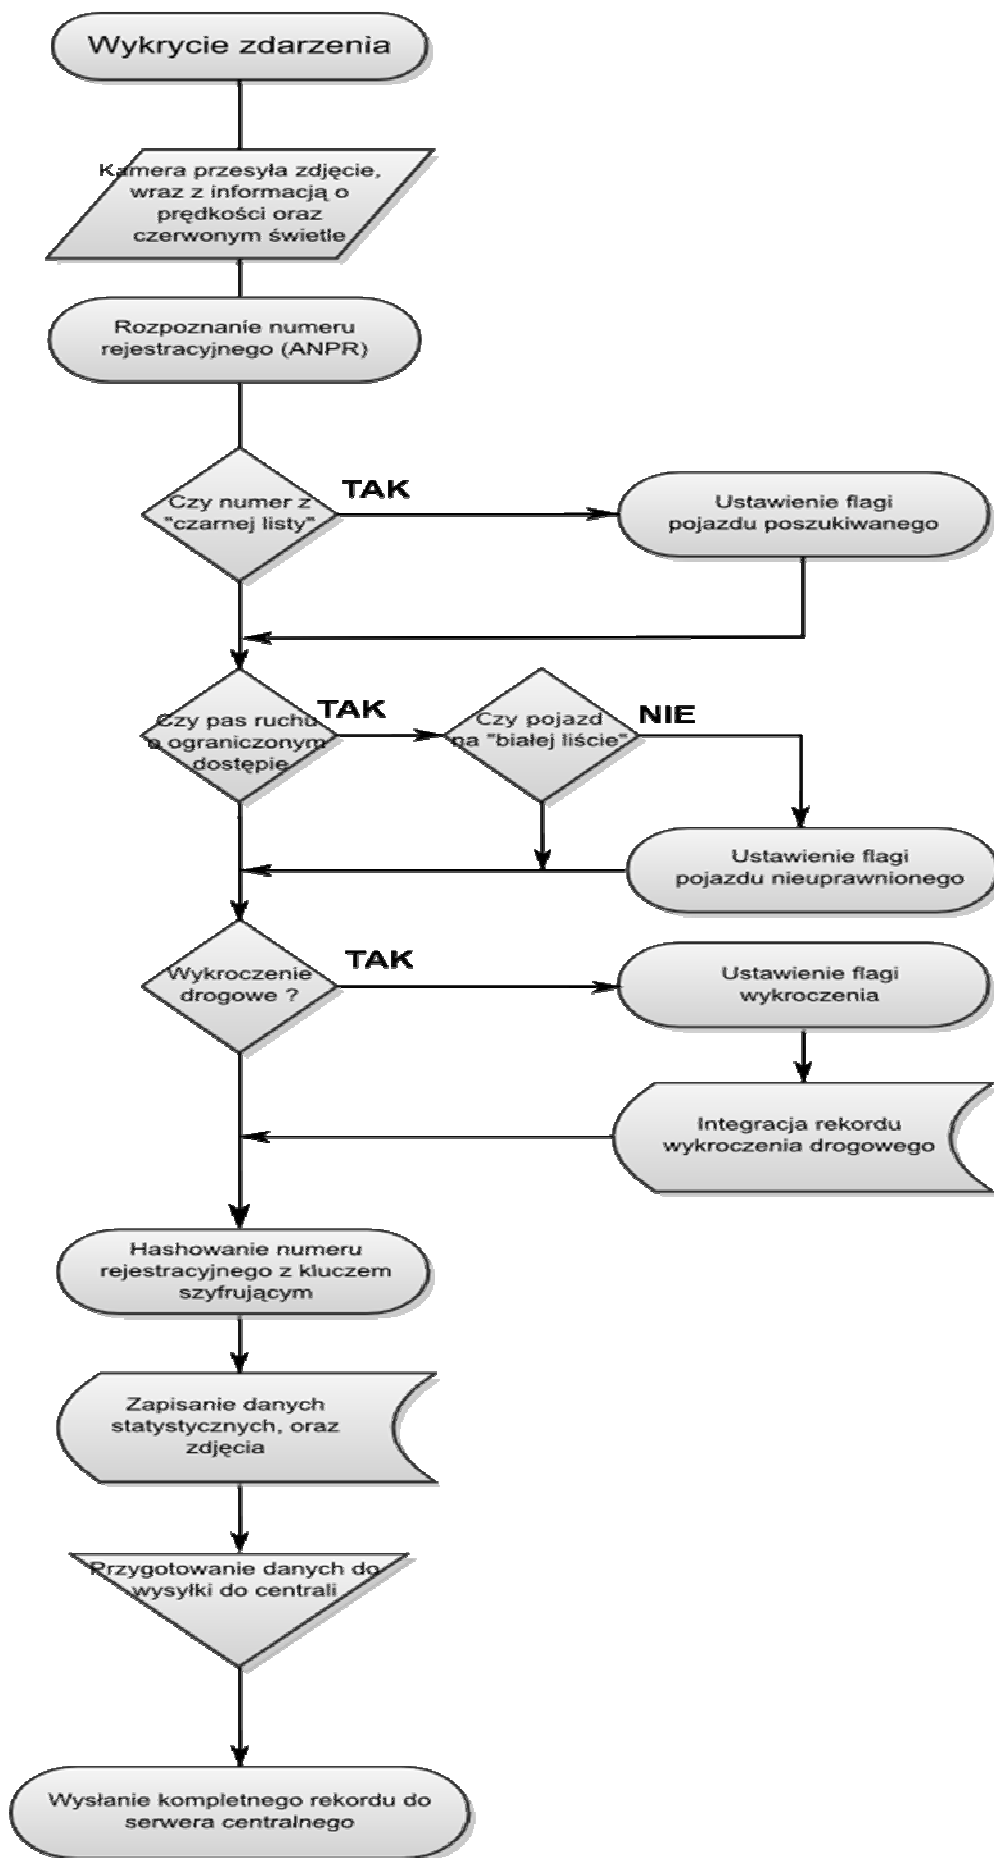 Wykrycie zdarzenia
Kamera przesyła zdjęcie,
wraz z informacją o
prędkości oraz
czerwonym świetle
Rozpoznanie numeru
rejestracyjnego (ANPR)
Czy numer z
"czarnej listy"
TAK
Ustawienie flagi
pojazdu poszukiwanego
Czy pas ruchu
o ograniczonym
dostępie
TAK
Czy pojazd
na "białej liście"
NIE
Ustawienie flagi
pojazdu nieuprawnionego
Wykroczenie
drogowe ?
TAK
Ustawienie flagi
wykroczenia
Integracja rekordu
wykroczenia drogowego
Hashowanie numeru
rejestracyjnego z kluczem
szyfrującym
Zapisanie danych
statystycznych, oraz
zdjęcia
Przygotowanie danych do
wysyłki do centrali
Wysłanie kompletnego rekordu do
serwera centralnego